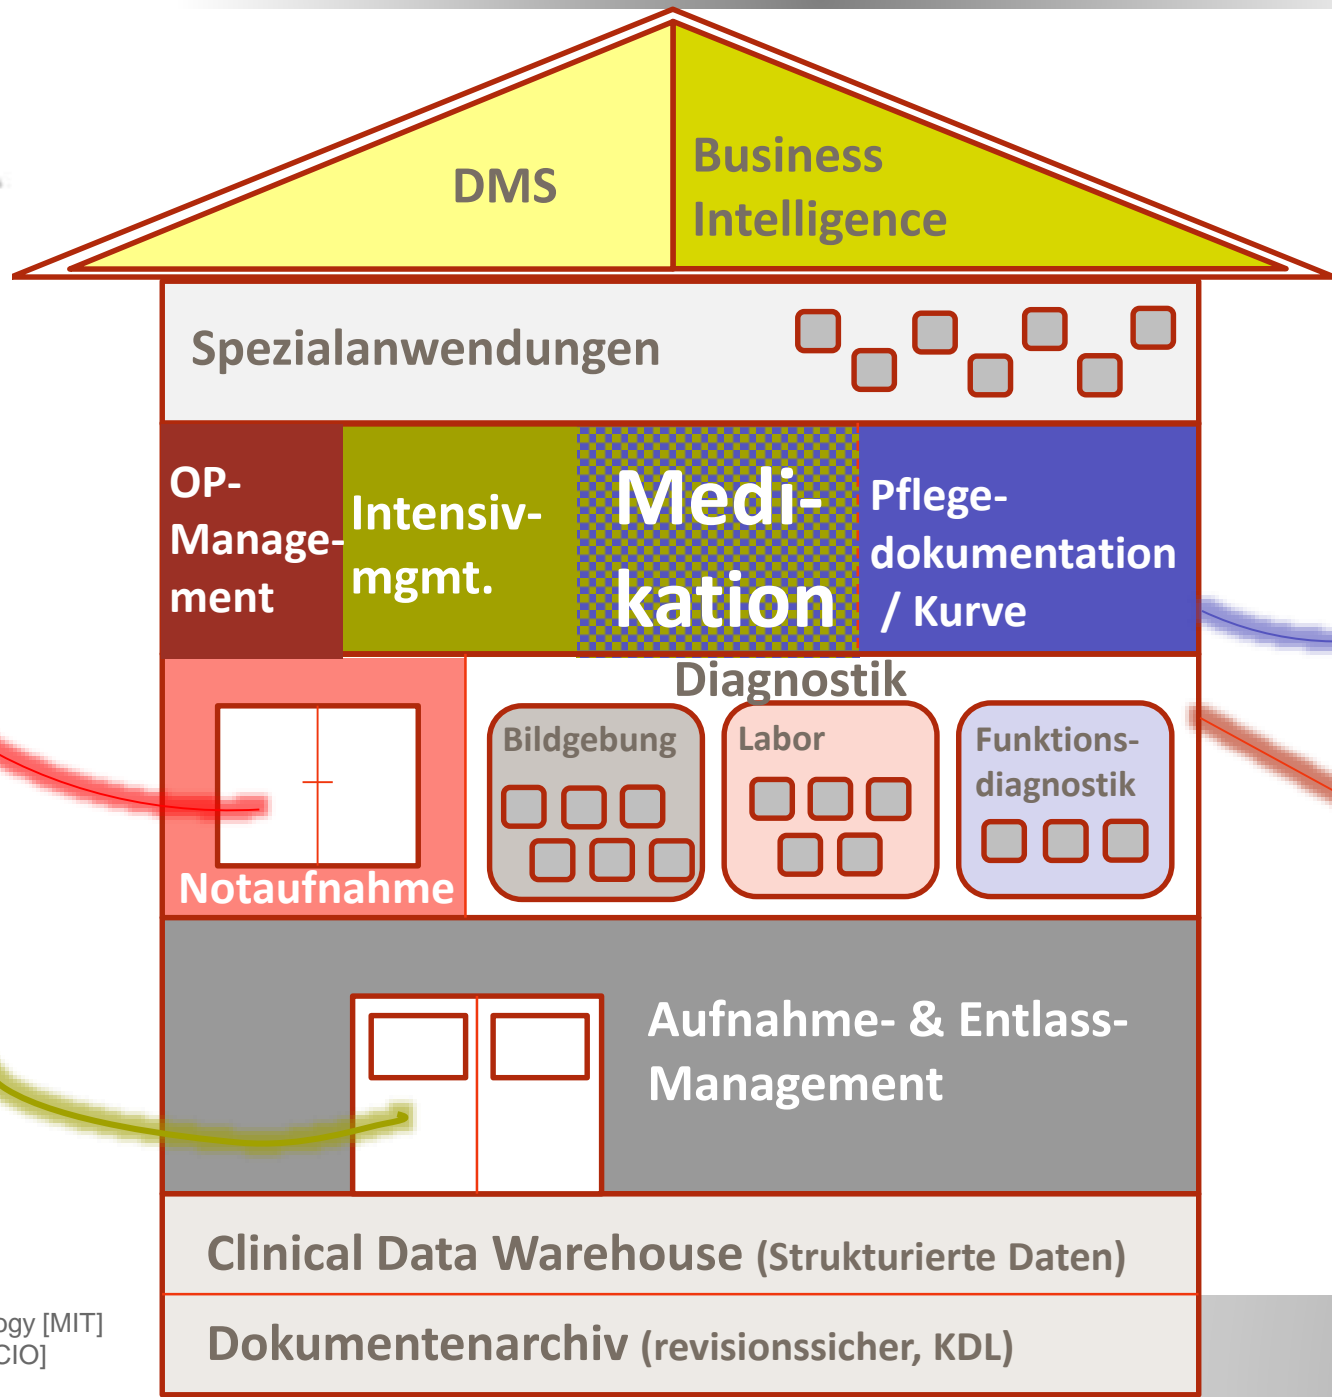 DMS
Business
Intelligence
Spezialanwendungen
OP-
Manage-
ment
Intensiv-
mgmt.
Medi-
kation
Pflege-
dokumentation
/ Kurve
Diagnostik
Bildgebung
Labor
Funktions-
diagnostik
Notaufnahme
Aufnahme- & Entlass-
Management
Clinical Data Warehouse (Strukturierte Daten)
Dokumentenarchiv (revisionssicher, KDL)
ogy [MIT]
CIO]